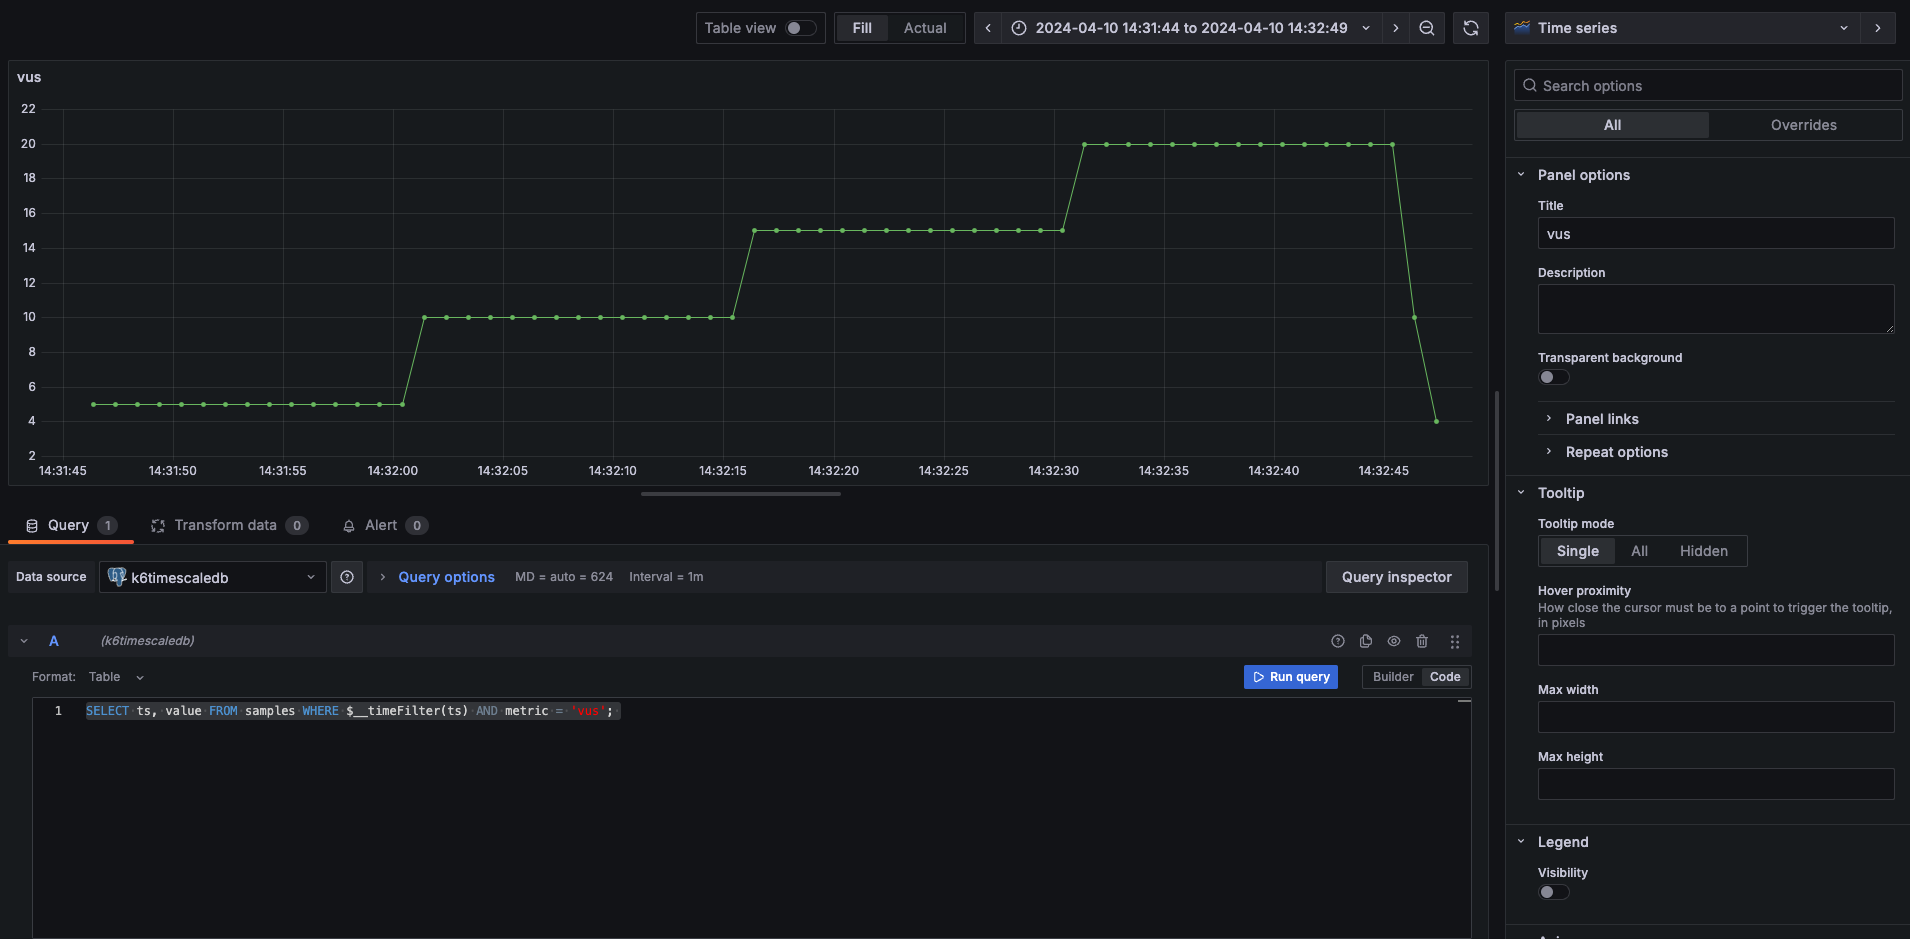 Table view
Fill
Actual
2024-04-10 14:31:44 to 2024-04-10 14:32:49
Time series
vus
22
20
18
16
14
12
10
8
6
4
2
14:31:45
14:31:50
14:31:55
14:32:00
14:32:05
14:32:10
14:32:15
14:32:20
14:32:25
14:32:30
14:32:35
14:32:40
14:32:45
Query 1
Transform data 0
Alert 0
Data source
k6timescaledb
Query options
MD = auto = 624
Interval = 1m
Query inspector
A
(k6timescaledb)
Format: Table
Run query
Builder
Code
1
SELECT ts, value FROM samples WHERE $__timeFilter(ts) AND metric = 'vus';
Search options
All
Overrides
Panel options
Title
vus
Description
Transparent background
Panel links
Repeat options
Tooltip
Tooltip mode
Single
All
Hidden
Hover proximity
How close the cursor must be to a point to trigger the tooltip,
in pixels
Max width
Max height
Legend
Visibility